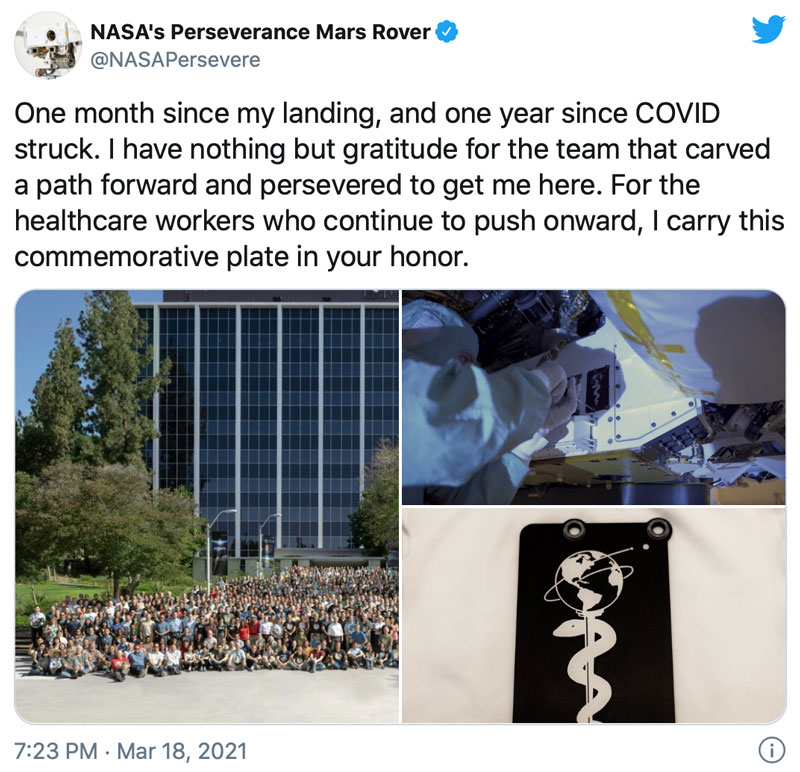 NASA's Perseverance Mars Rover
@NASAPersevere
One month since my landing, and one year since COVID
struck. I have nothing but gratitude for the team that carved
a path forward and persevered to get me here. For the
healthcare workers who continue to push onward, I carry this
commemorative plate in your honor.
7:23 PM · Mar 18, 2021